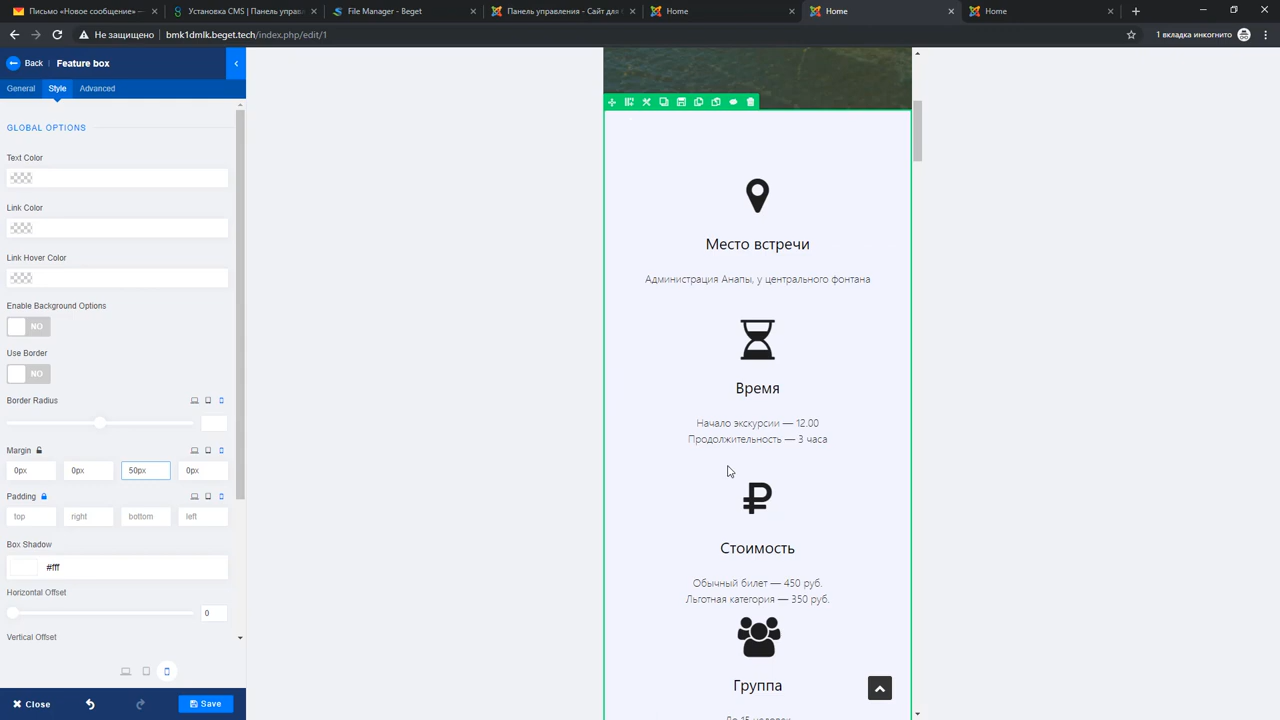 Письмо «Новое сообщение» —
Установка CMS | Панель управ
File Manager - Beget
Панель управления - Сайт для
Home
Home
Home
Не защищено
bmk1dmlk.beget.tech/index.php/edit/1
1 вкладка инкогнито
Back
Feature box
General
Style
Advanced
GLOBAL OPTIONS
Text Color
Link Color
Link Hover Color
Enable Background Options
NO
Use Border
NO
Border Radius
Margin
0px
0px
50px
0px
Padding
top
right
bottom
left
Box Shadow
#fff
Horizontal Offset
0
Vertical Offset
Close
Save
Место встречи
Администрация Анапы, у центрального фонтана
Время
Начало экскурсии — 12.00
Продолжительность — 3 часа
Стоимость
Обычный билет — 450 руб.
Льготная категория — 350 руб.
Группа
До 15 человек